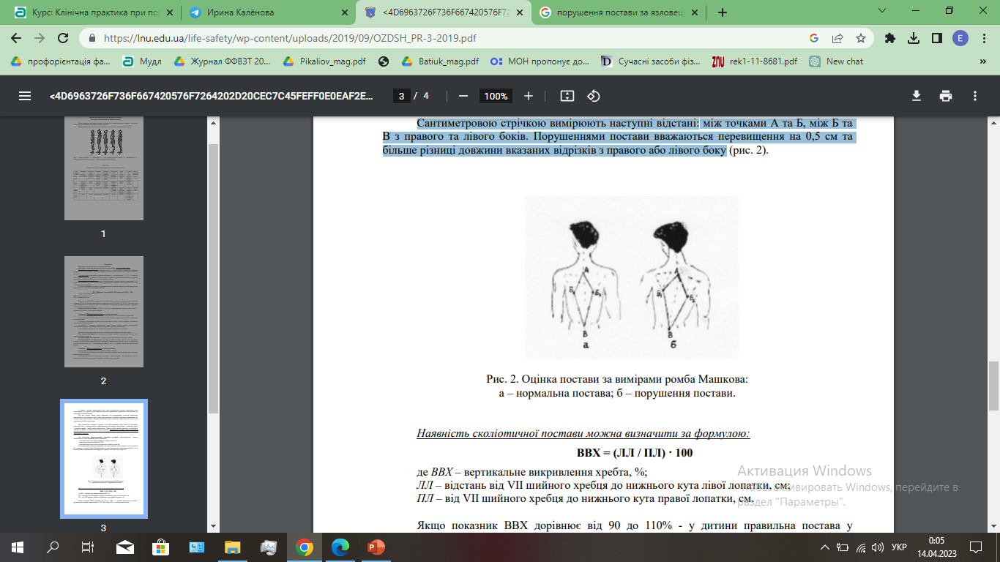 Курс: Клінічна практика при пор
Ирина Калёнова
<4D6963726F736F667420576F72
порушення постави за язловец
https://lnu.edu.ua/life-safety/wp-content/uploads/2019/09/OZDSH_PR-3-2019.pdf
E
профорієнтація фа...
Мудл
Журнал ФФВЗТ 20...
Pikaliov_mag.pdf
Batiuk_mag.pdf
МОН пропонує до...
Сучасні засоби фіз...
rek1-11-8681.pdf
New chat
»
<4D6963726F736F667420576F7264202D20CEC7C45FEFF0E0EAF2E...
3 / 4
100%
1
2
3
Сантиметровою стрічкою вимірюють наступні відстані: між точками А та Б, між Б та
В з правого та лівого боків. Порушеннями постави вважаються перевищення на 0,5 см та
більше різниці довжини вказаних відрізків з правого або лівого боку (рис. 2).
А
Б1
Б2
В
а
А
Б1
Б2
В
б
Рис. 2. Оцінка постави за вимірами ромба Машкова:
а – нормальна постава; б – порушення постави.
Наявність сколіотичної постави можна визначити за формулою:
ВВХ = (ЛЛ / ПЛ) · 100
де ВВХ – вертикальне викривлення хребта, %;
ЛЛ – відстань від VII шийного хребця до нижнього кута лівої лопатки, см;
ПЛ – від VII шийного хребця до нижнього кута правої лопатки, см.
Якщо показник ВВХ дорівнює від 90 до 110% - у дитини правильна постава у
Активация Windows
Чтобы активировать Windows, перейдите в
раздел "Параметры".
УКР
0:05
14.04.2023